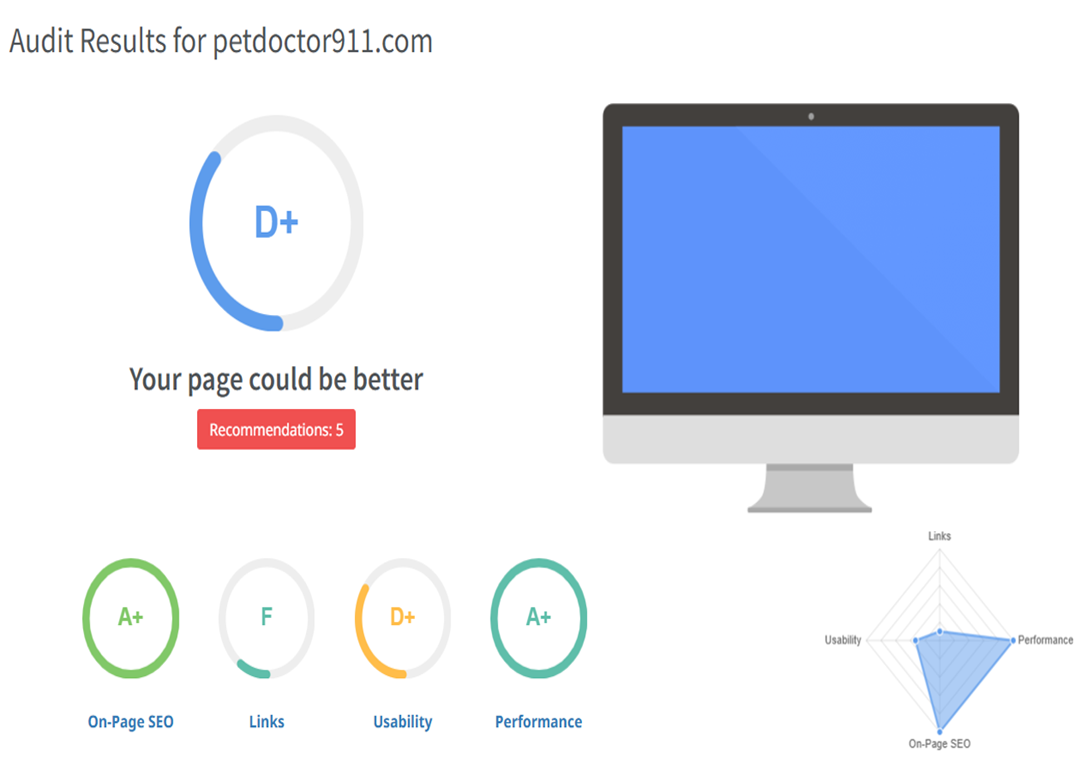 Audit Results for petdoctor911.com
D+
Your page could be better
Recommendations: 5
A+
F
D+
A+
On-Page SEO
Links
Usability
Performance
Links
Usability
Performance
On-Page SEO